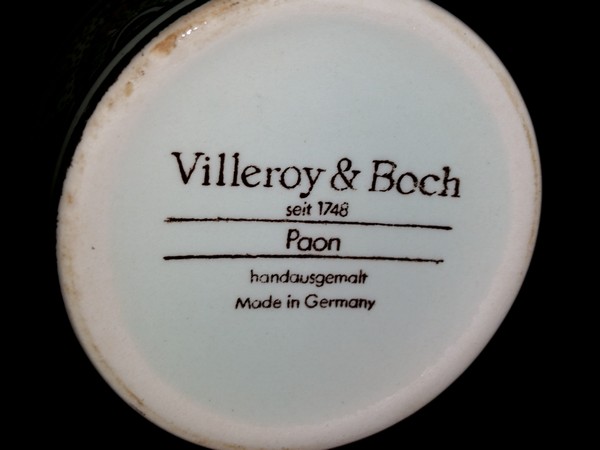 Villeroy & Boch
seit 1748
Paon
handausgemalt
Made in Germany